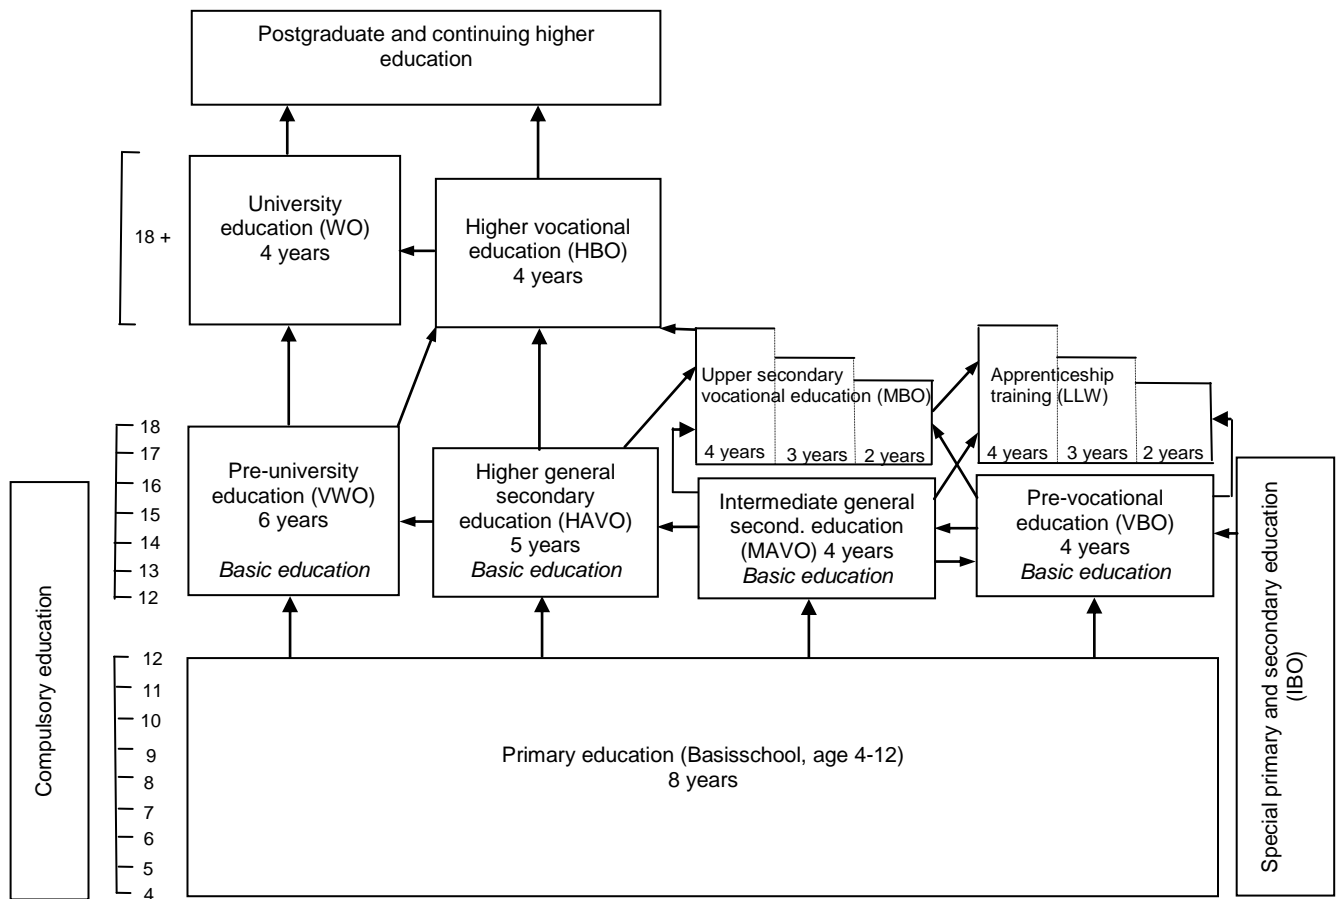 Postgraduate and continuing higher
education
18 +
University
education (WO)
4 years
Higher vocational
education (HBO)
4 years
Upper secondary
vocational education (MBO)
4 years
3 years
2 years
Apprenticeship
training (LLW)
4 years
3 years
2 years
18
17
16
15
14
13
12
Pre-university
education (VWO)
6 years
Basic education
Higher general
secondary
education (HAVO)
5 years
Basic education
Intermediate general
second. education
(MAVO) 4 years
Basic education
Pre-vocational
education (VBO)
4 years
Basic education
Compulsory education
12
11
10
9
8
7
6
5
4
Primary education (Basisschool, age 4-12)
8 years
Special primary and secondary education
(IBO)